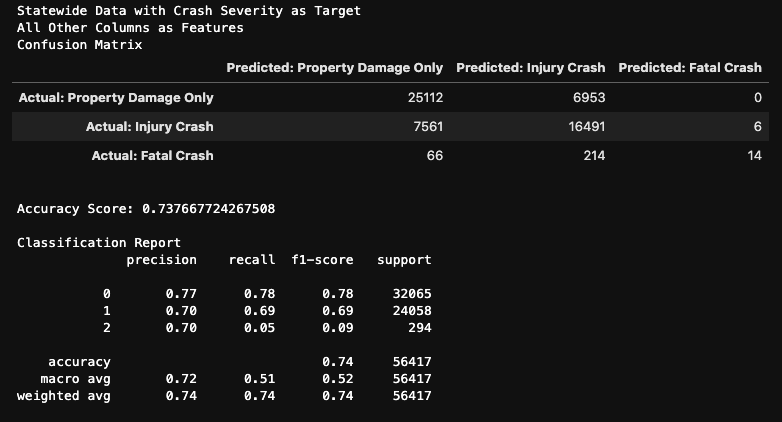 Statewide Data with Crash Severity as Target
All Other Columns as Features
Confusion Matrix
Predicted: Property Damage Only Predicted: Injury Crash Predicted: Fatal Crash
Actual: Property Damage Only 25112 6953 0
Actual: Injury Crash 7561 16491 6
Actual: Fatal Crash 66 214 14
Accuracy Score: 0.737667724267508
Classification Report
precision recall f1-score support
0 0.77 0.78 0.78 32065
1 0.70 0.69 0.69 24058
2 0.70 0.05 0.09 294
accuracy 0.74 56417
macro avg 0.72 0.51 0.52 56417
weighted avg 0.74 0.74 0.74 56417